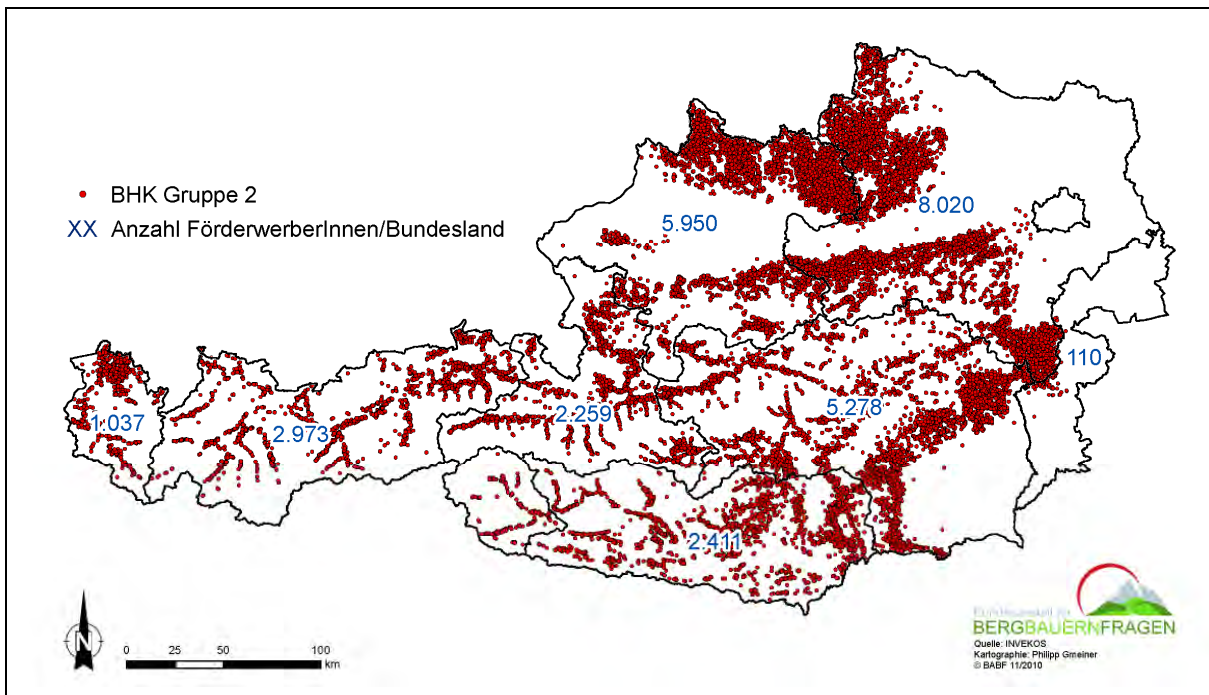 BHK Gruppe 2
XX Anzahl FörderwerberInnen/Bundesland
5.950
8.020
110
1.037
2.973
2.259
5.278
2.411
N
0 25 50 100
km
BERGBAUERNFRAGEN
Quelle: INVEKOS
Kartographie: Philipp Gmeiner
© BABF 11/2010